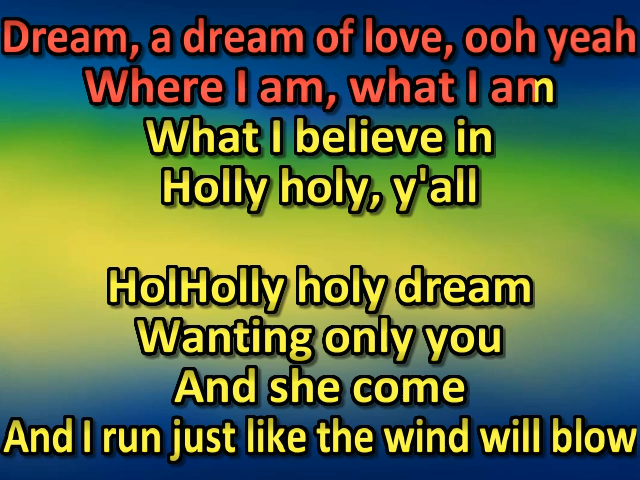 Dream, a dream of love, ooh yeah
Where I am, what I am
What I believe in
Holly holy, y'all
HolHolly holy dream
Wanting only you
And she come
And I run just like the wind will blow